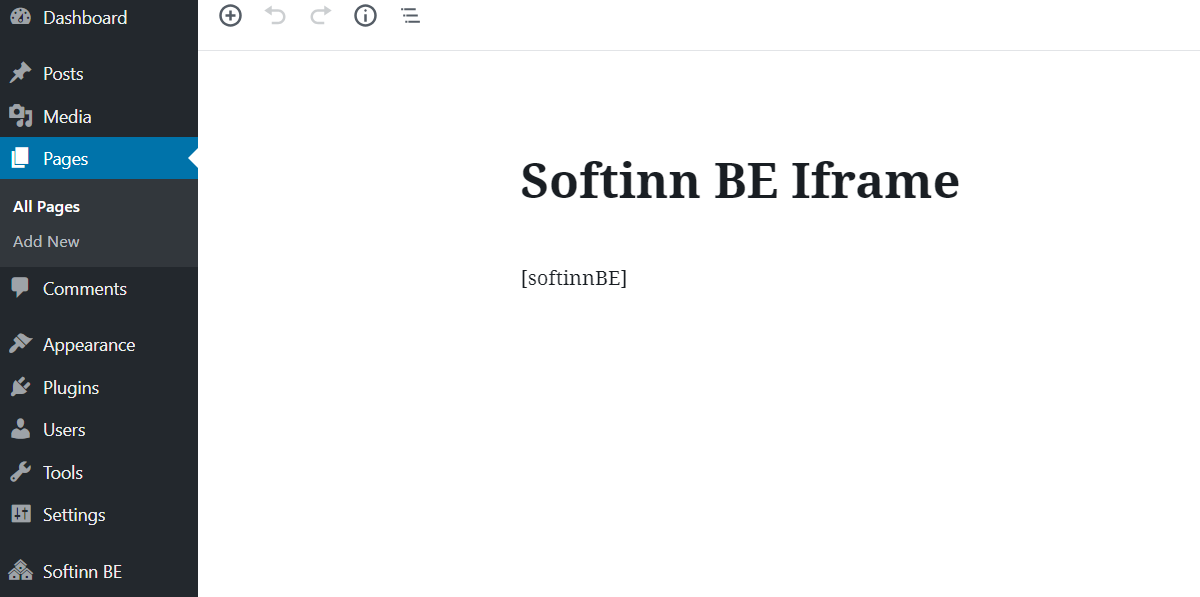 Dashboard
Posts
Media
Pages
All Pages
Add New
Comments
Appearance
Plugins
Users
Tools
Settings
Softinn BE
Softinn BE Iframe
[softinnBE]